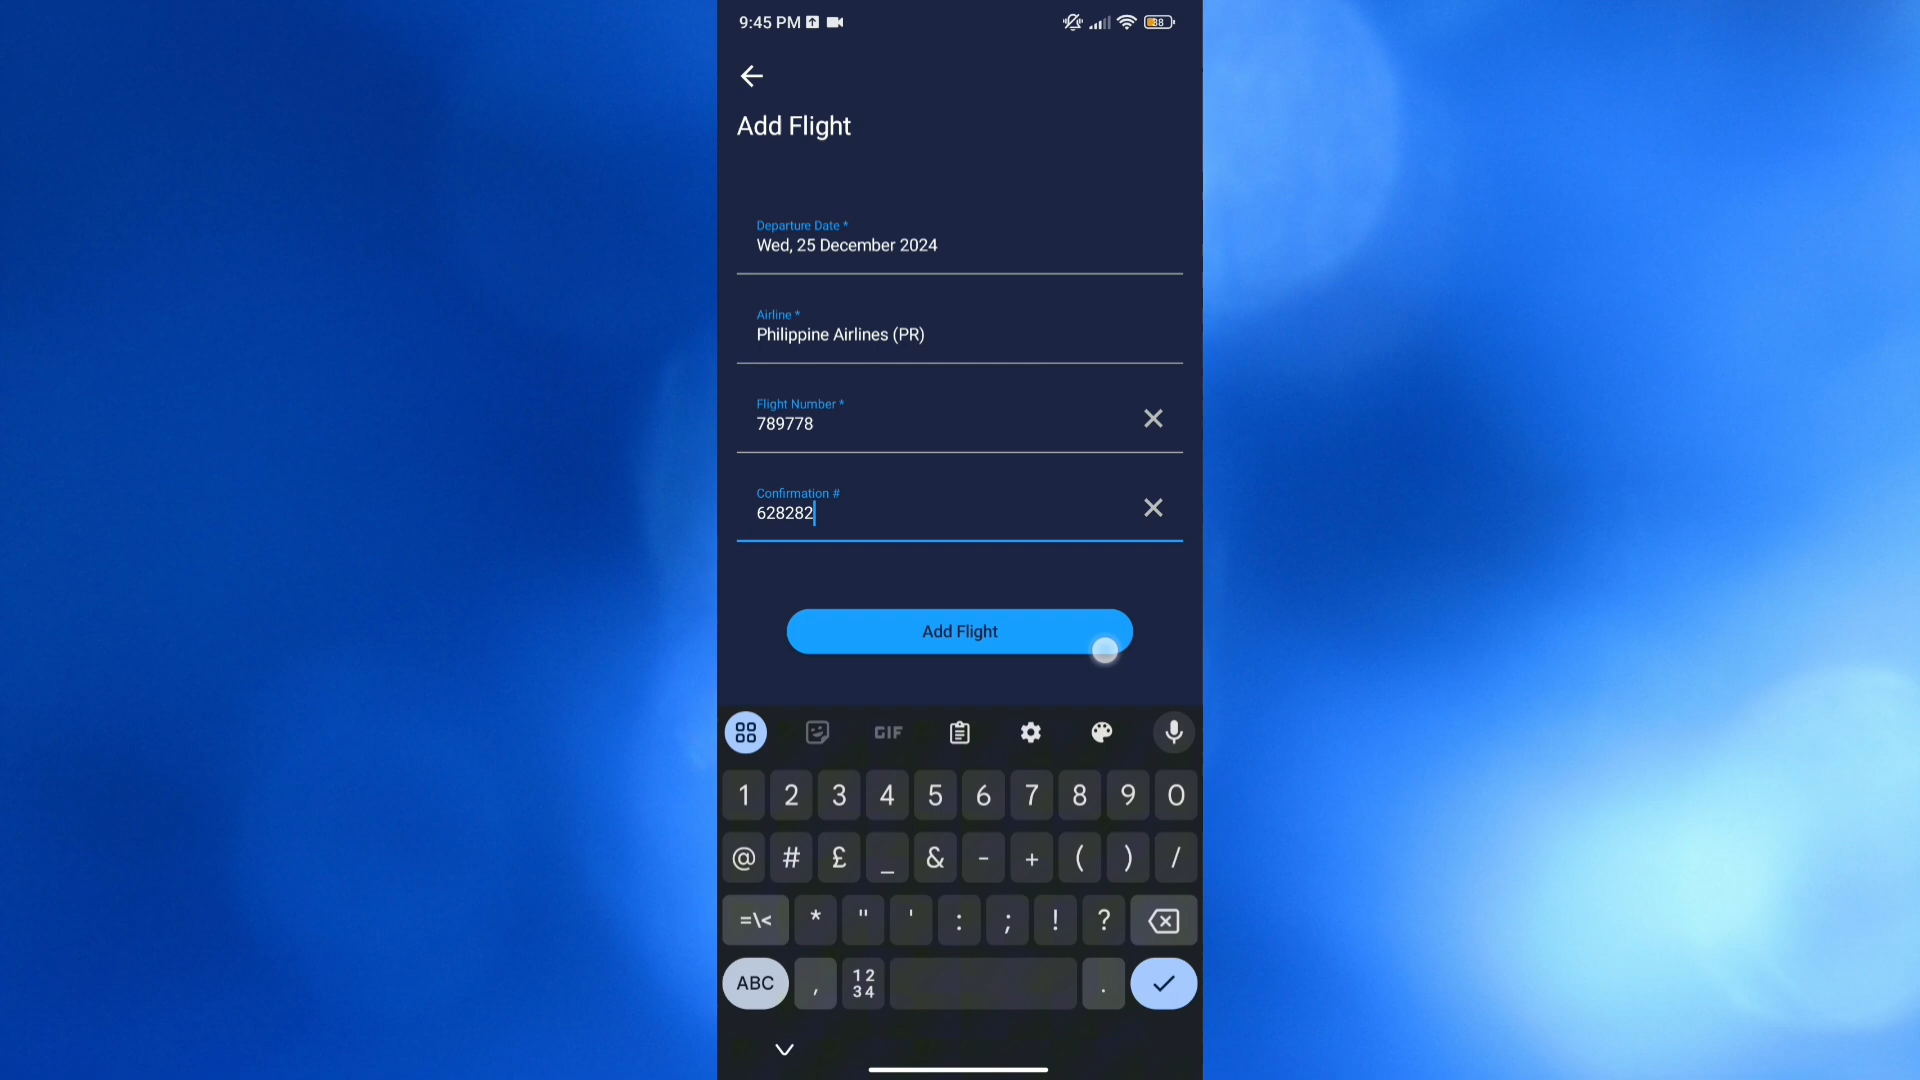 9:45 PM
38
Add Flight
Departure Date *
Wed, 25 December 2024
Airline *
Philippine Airlines (PR)
Flight Number *
789778
Confirmation #
628282
Add Flight
GIF
1 2 3 4 5 6 7 8 9 0
@ # £ _ & - + ( ) /
=\< * " ' : ; ! ?
ABC , 12 34 .